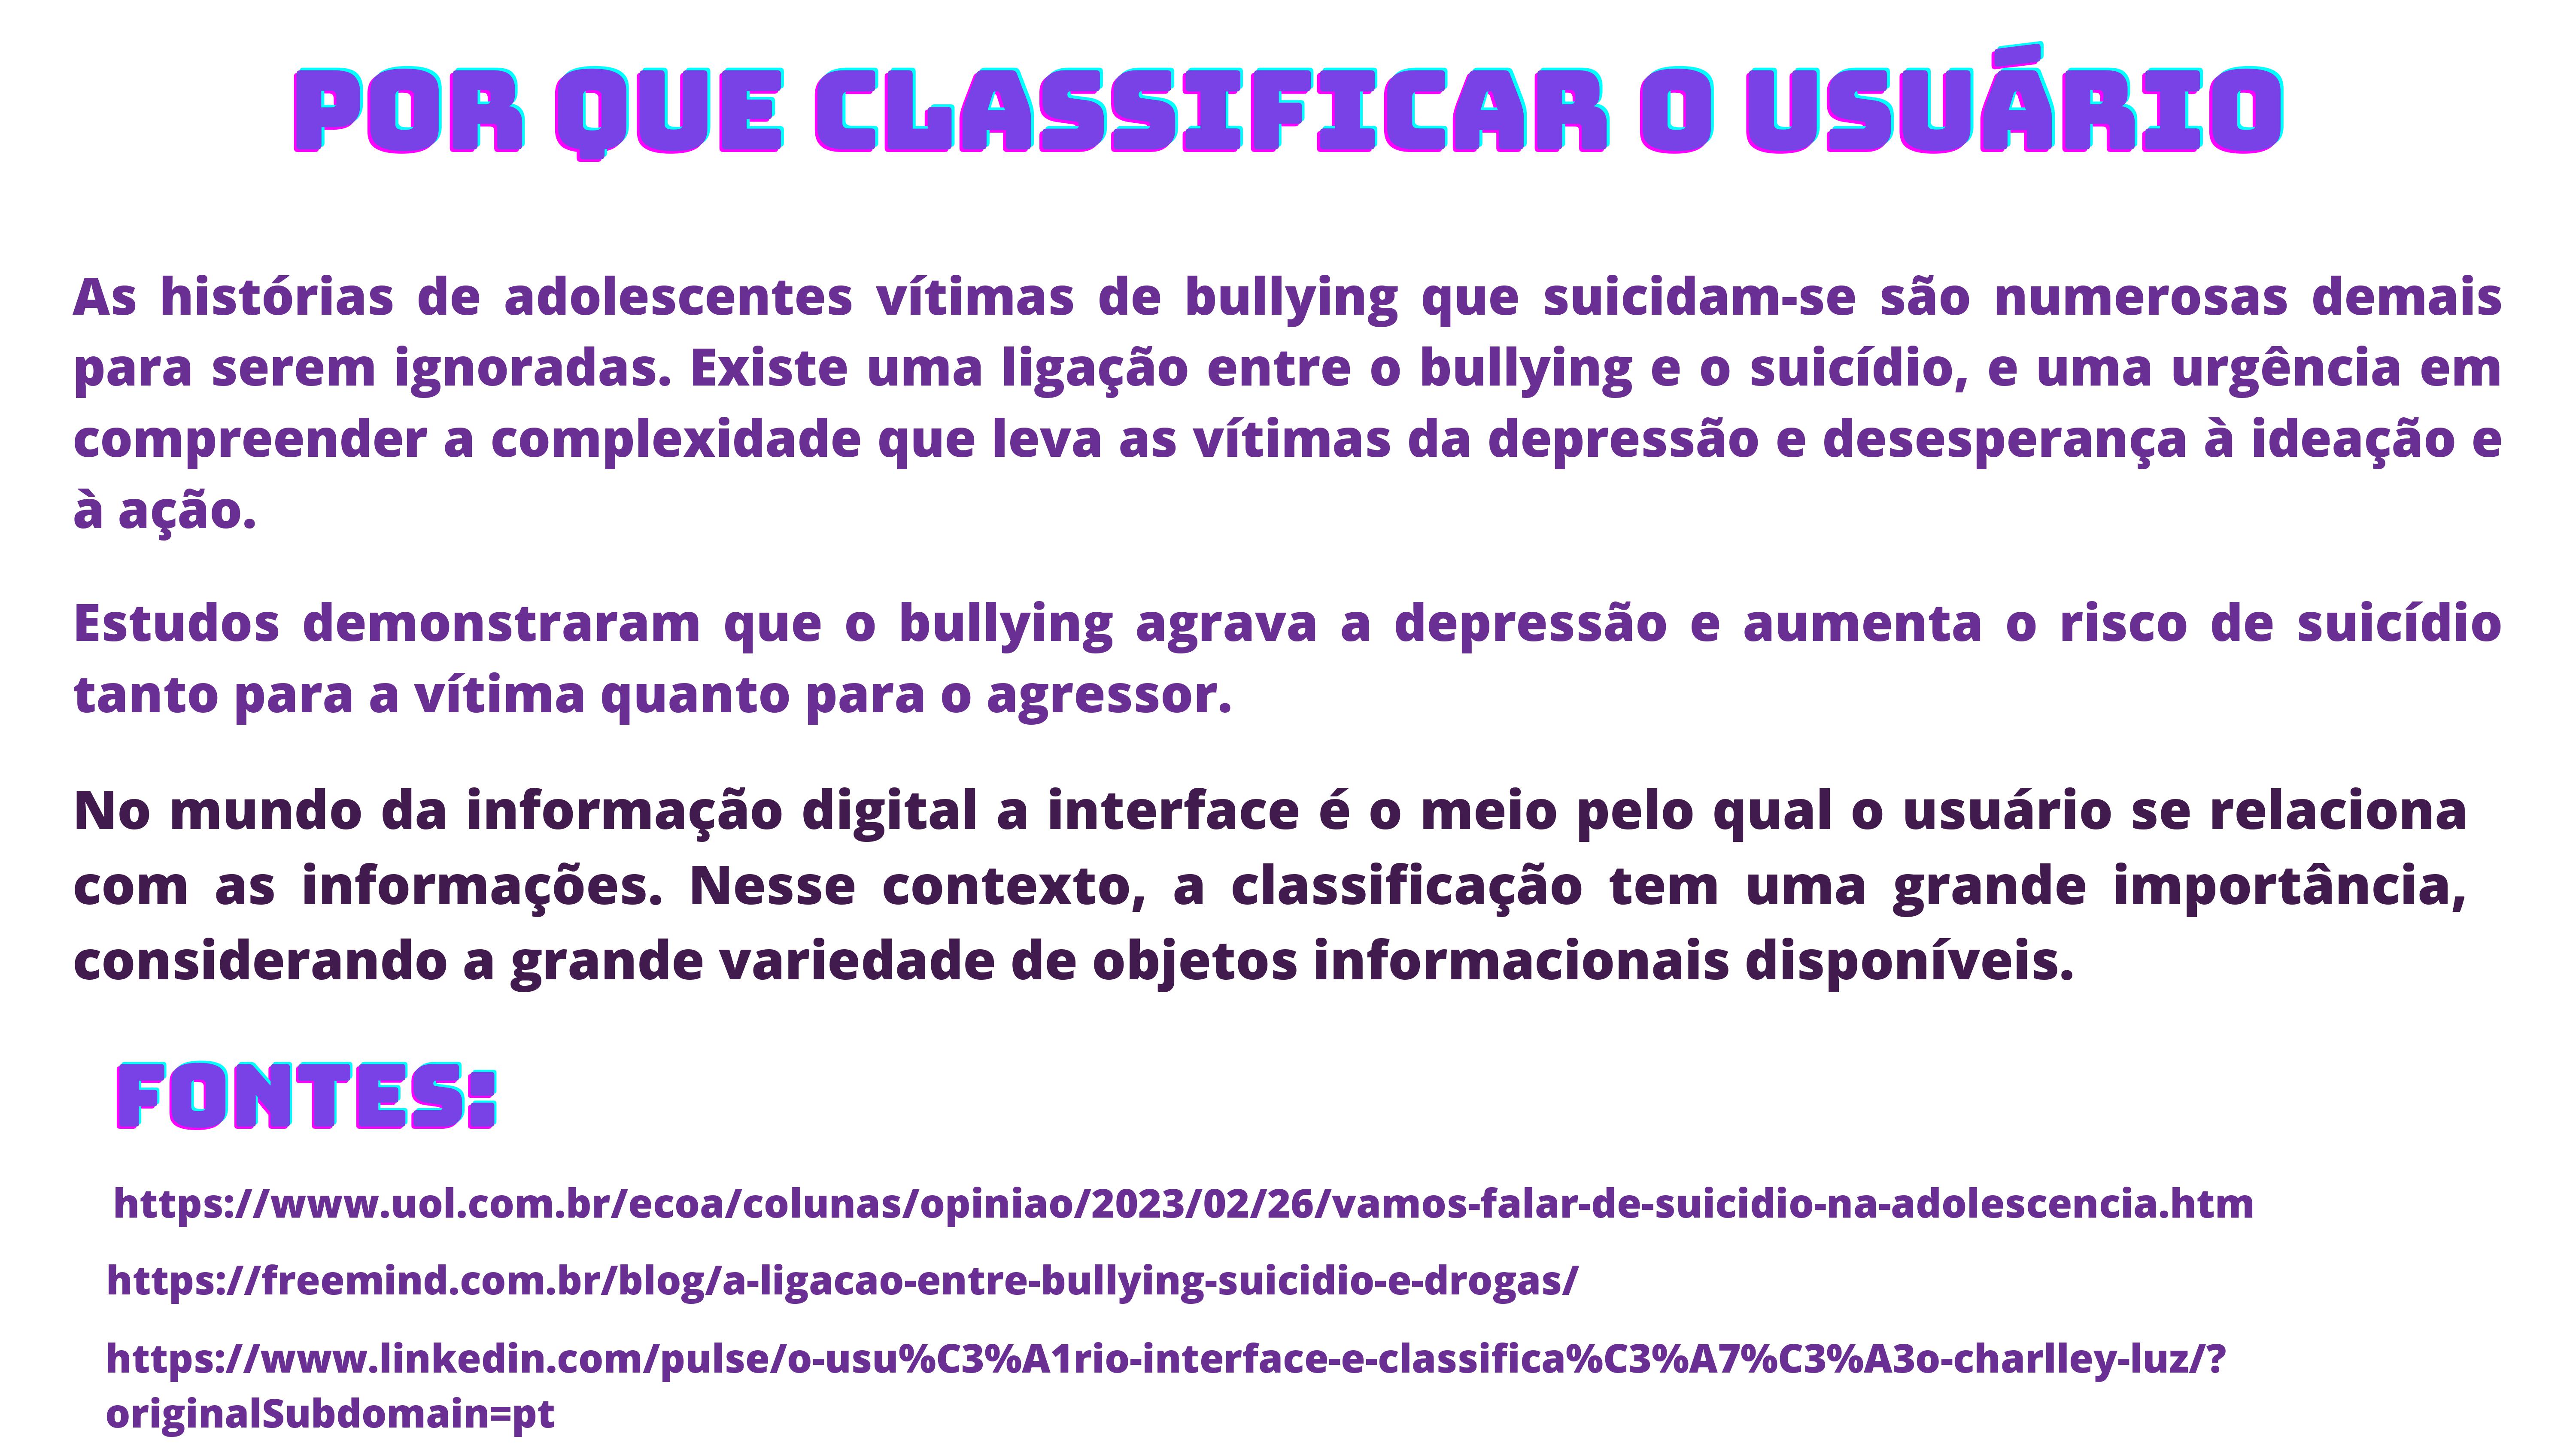 POR QUE CLASSIFICAR O USUÁRIO
As histórias de adolescentes vítimas de bullying que suicidam-se são numerosas demais
para serem ignoradas. Existe uma ligação entre o bullying e o suicídio, e uma urgência em
compreender a complexidade que leva as vítimas da depressão e desesperança à ideação e
à ação.
Estudos demonstraram que o bullying agrava a depressão e aumenta o risco de suicídio
tanto para a vítima quanto para o agressor.
No mundo da informação digital a interface é o meio pelo qual o usuário se relaciona
com as informações. Nesse contexto, a classificação tem uma grande importância,
considerando a grande variedade de objetos informacionais disponíveis.
FONTES:
https://www.uol.com.br/ecoa/colunas/opiniao/2023/02/26/vamos-falar-de-suicidio-na-adolescencia.htm
https://freemind.com.br/blog/a-ligacao-entre-bullying-suicidio-e-drogas/
https://www.linkedin.com/pulse/o-usu%C3%A1rio-interface-e-classifica%C3%A7%C3%A3o-charlley-luz/?
originalSubdomain=pt